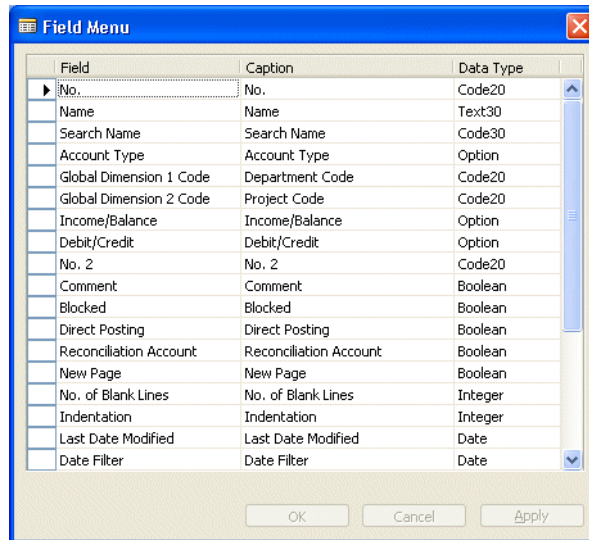 Field Menu
Field Caption Data Type
No. No. Code20
Name Name Text30
Search Name Search Name Code30
Account Type Account Type Option
Global Dimension 1 Code Department Code Code20
Global Dimension 2 Code Project Code Code20
Income/Balance Income/Balance Option
Debit/Credit Debit/Credit Option
No. 2 No. 2 Code20
Comment Comment Boolean
Blocked Blocked Boolean
Direct Posting Direct Posting Boolean
Reconciliation Account Reconciliation Account Boolean
New Page New Page Boolean
No. of Blank Lines No. of Blank Lines Integer
Indentation Indentation Integer
Last Date Modified Last Date Modified Date
Date Filter Date Filter Date
OK Cancel Apply